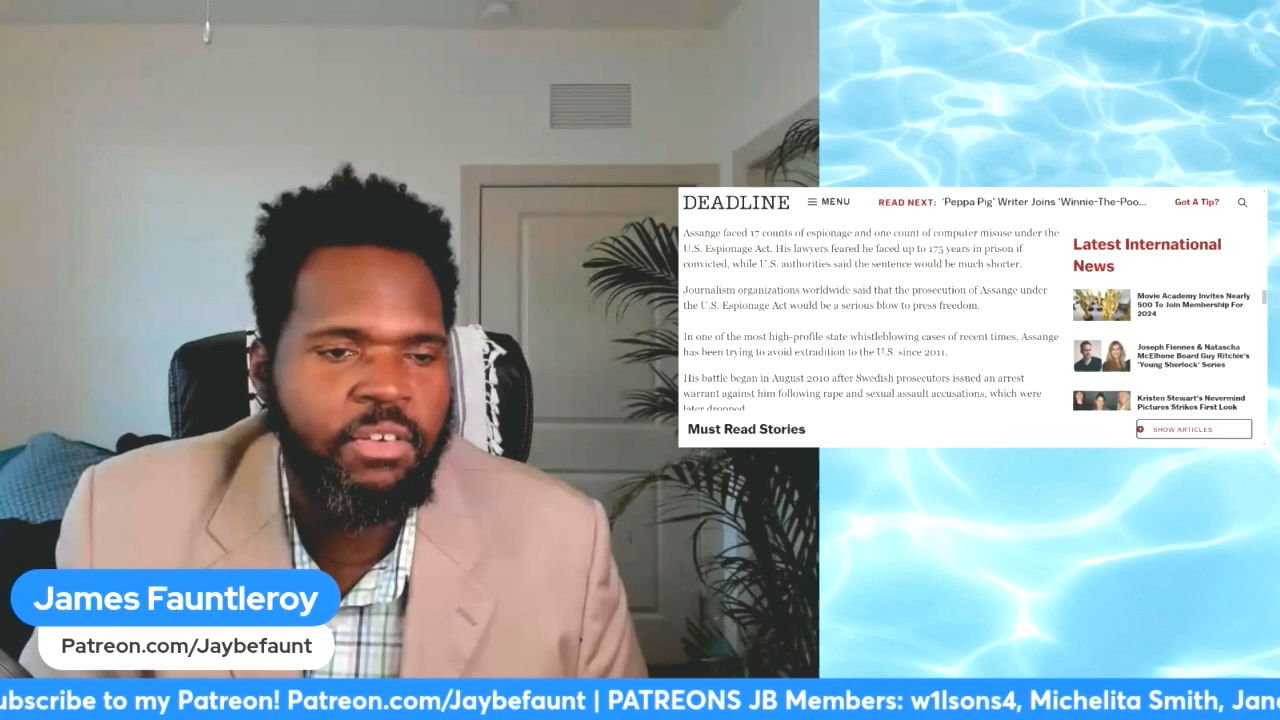 DEADLINE
MENU
READ NEXT: 'Peppa Pig' Writer Joins 'Winnie-The-Poo...
Got A Tip?
Assange faced 17 counts of espionage and one count of computer misuse under the
U.S. Espionage Act. His lawyers feared he faced up to 175 years in prison if
convicted, while U.S. authorities said the sentence would be much shorter.
Journalism organizations worldwide said that the prosecution of Assange under
the U.S. Espionage Act would be a serious blow to press freedom.
In one of the most high-profile state whistleblowing cases of recent times, Assange
has been trying to avoid extradition to the U.S. since 2011.
His battle began in August 2010 after Swedish prosecutors issued an arrest
warrant against him following rape and sexual assault accusations, which were
later dropped
Must Read Stories
Latest International
News
Movie Academy Invites Nearly
500 To Join Membership For
2024
Joseph Fiennes & Natascha
McElhone Board Guy Ritchie's
'Young Sherlock' Series
Kristen Stewart's Nevermind
Pictures Strikes First Look
SHOW ARTICLES
James Fauntleroy
Patreon.com/Jaybefaunt
ubscribe to my Patreon! Patreon.com/Jaybefaunt | PATREONS JB Members: w1lsons4, Michelita Smith, Jan